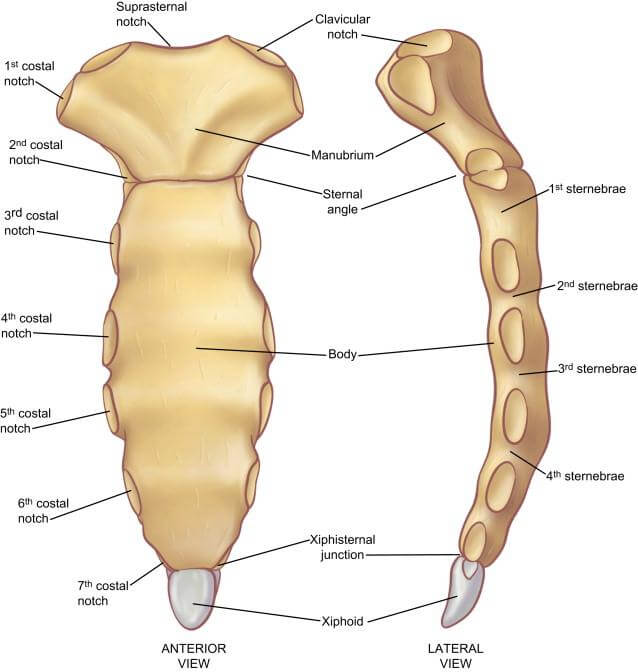 Suprasternal
notch
Clavicular
notch
1st costal
notch
2nd costal
notch
Manubrium
Sternal
angle
1st sternebrae
3rd costal
notch
2nd sternebrae
4th costal
notch
Body
3rd sternebrae
5th costal
notch
4th sternebrae
6th costal
notch
Xiphisternal
junction
7th costal
notch
Xiphoid
ANTERIOR
VIEW
LATERAL
VIEW